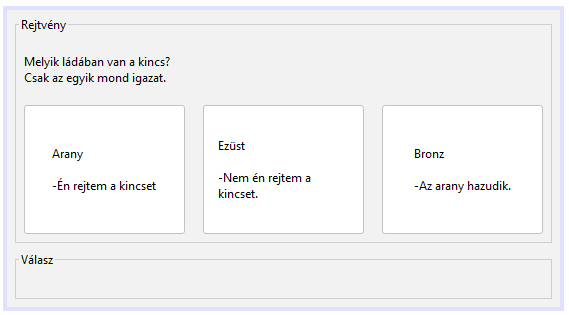 Rejtvény
Melyik ládában van a kincs?
Csak az egyik mond igazat.
Arany
-Én rejtem a kincset
Ezüst
-Nem én rejtem a
kincset.
Bronz
-Az arany hazudik.
Válasz